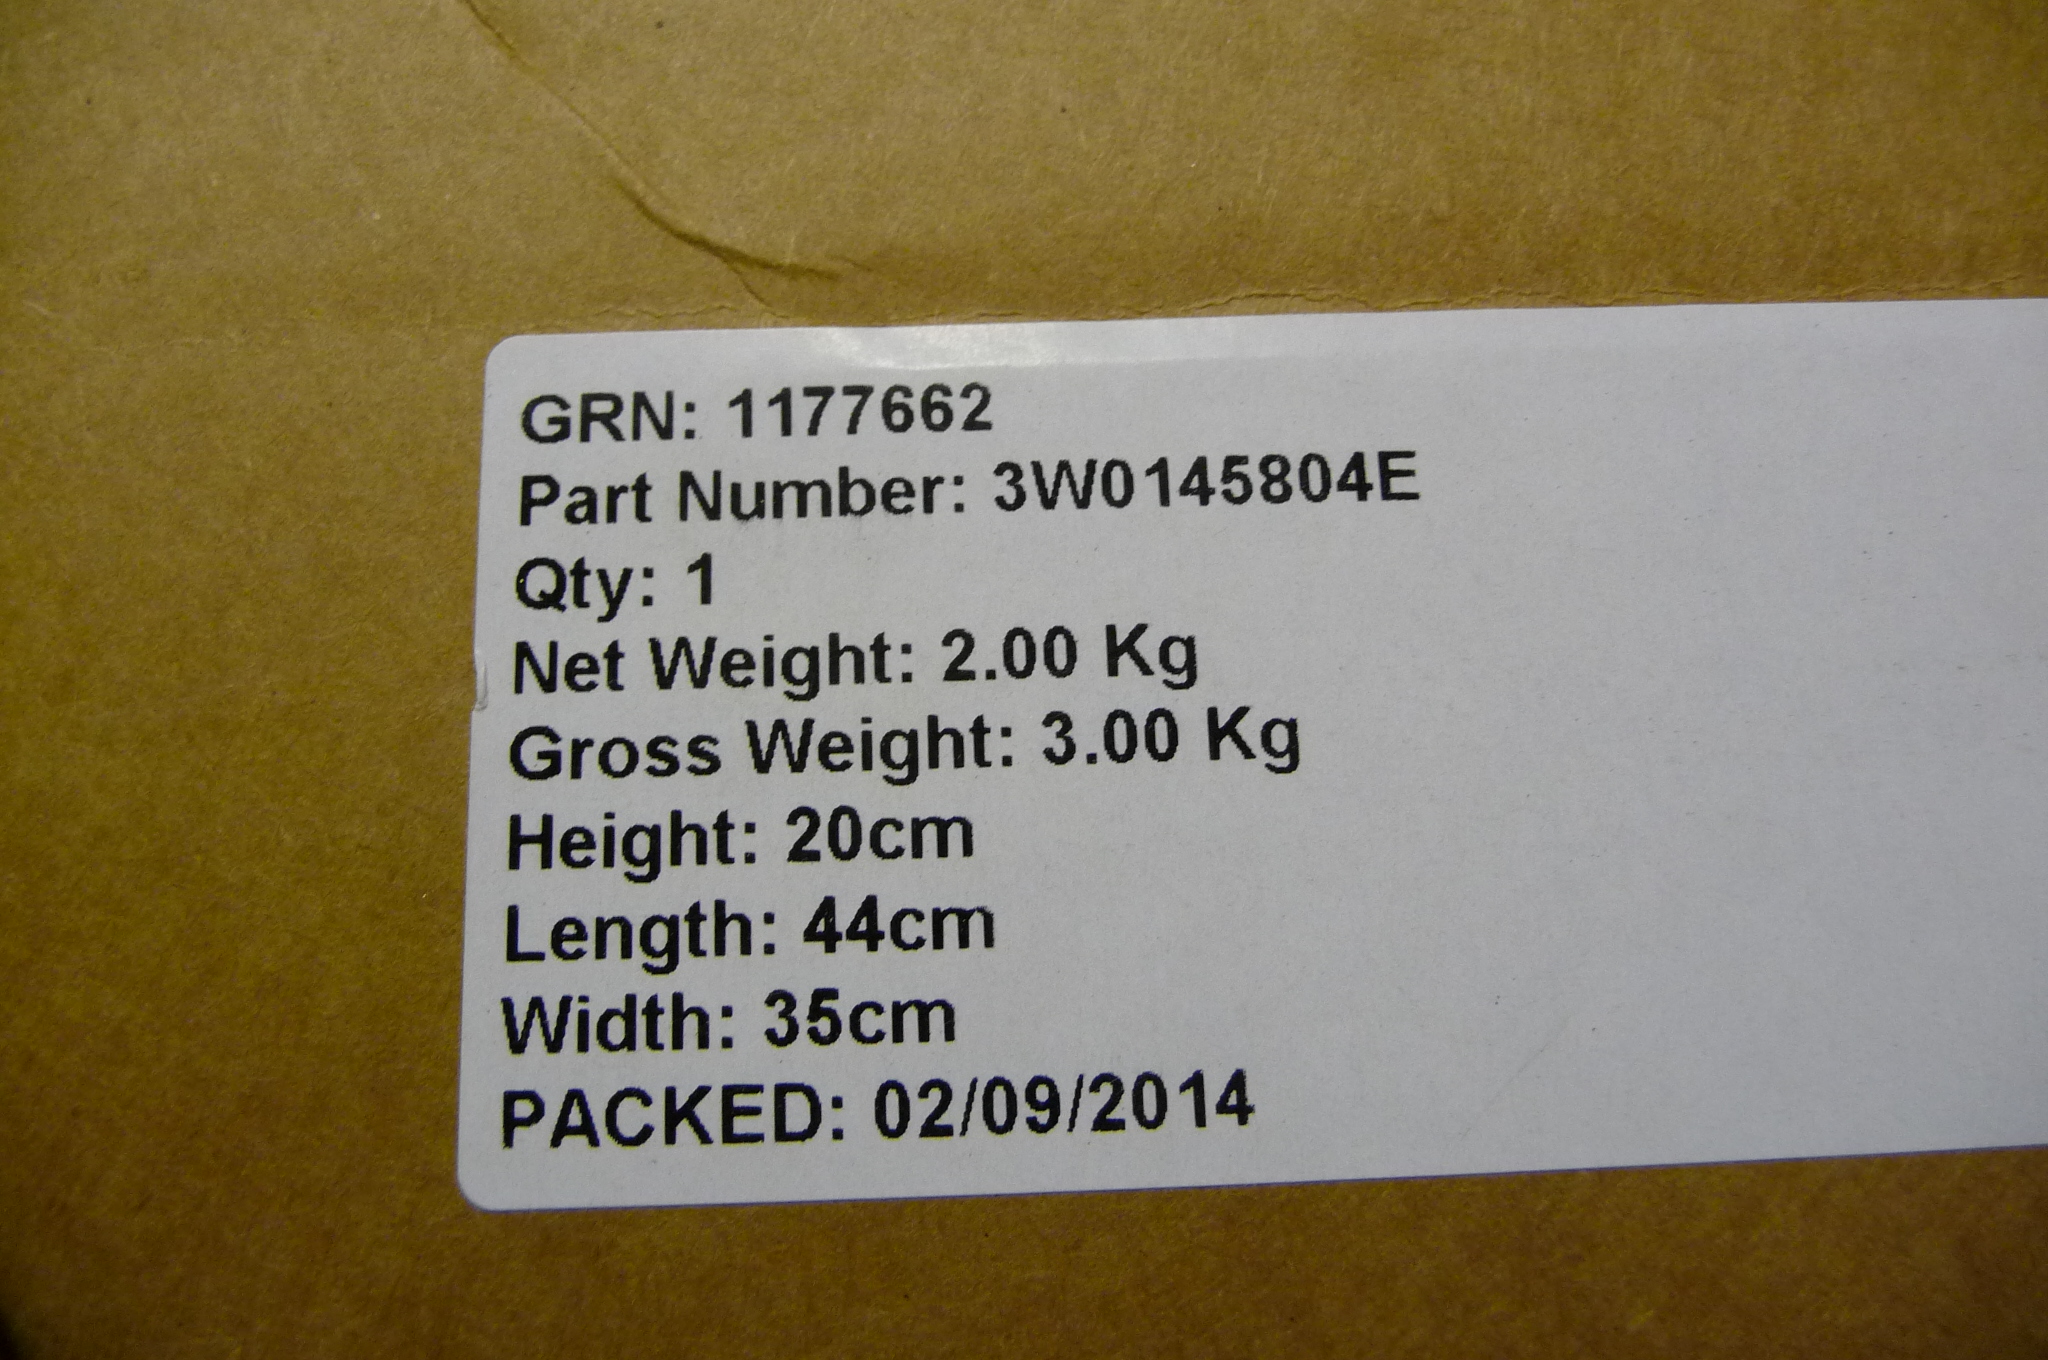 GRN: 1177662
Part Number: 3W0145804E
Qty: 1
Net Weight: 2.00 Kg
Gross Weight: 3.00 Kg
Height: 20cm
Length: 44cm
Width: 35cm
PACKED: 02/09/2014